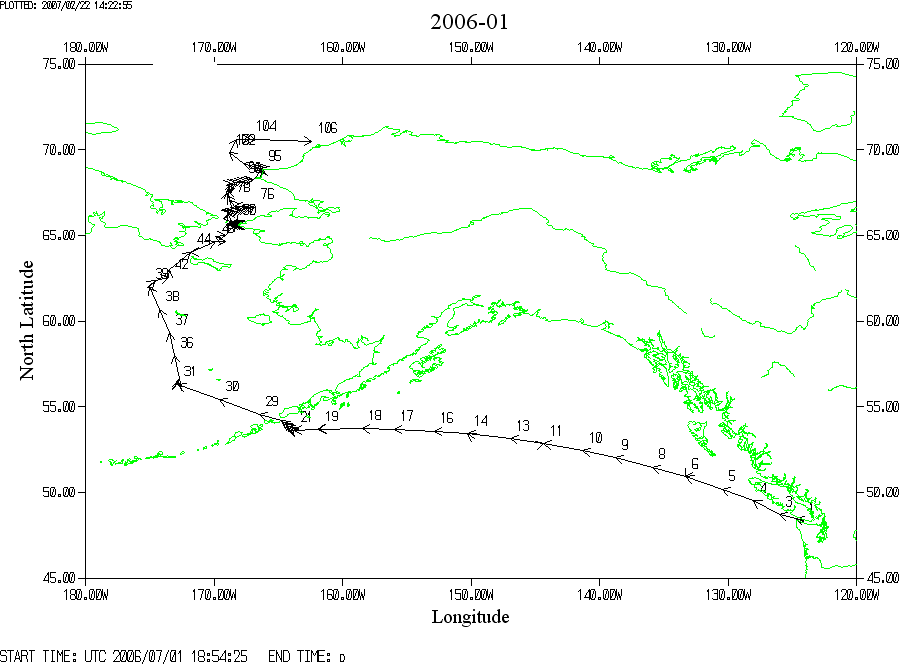 PLOTTED: 2007/02/22 14:22:55
2006-01
180.00W 170.00W 160.00W 150.00W 140.00W 130.00W 120.00W
75.00 75.00
104 106
70.00 70.00
95
78 76
65.00 65.00
44
42
39
38
60.00 60.00
37
36
31
30
55.00 55.00
29 21 19 18 17 16 14 13 11 10 9 8 6 5 4 3 1
50.00 50.00
45.00 45.00
180.00W 170.00W 160.00W 150.00W 140.00W 130.00W 120.00W
North Latitude
Longitude
START TIME: UTC 2006/07/01 18:54:25 END TIME: 0